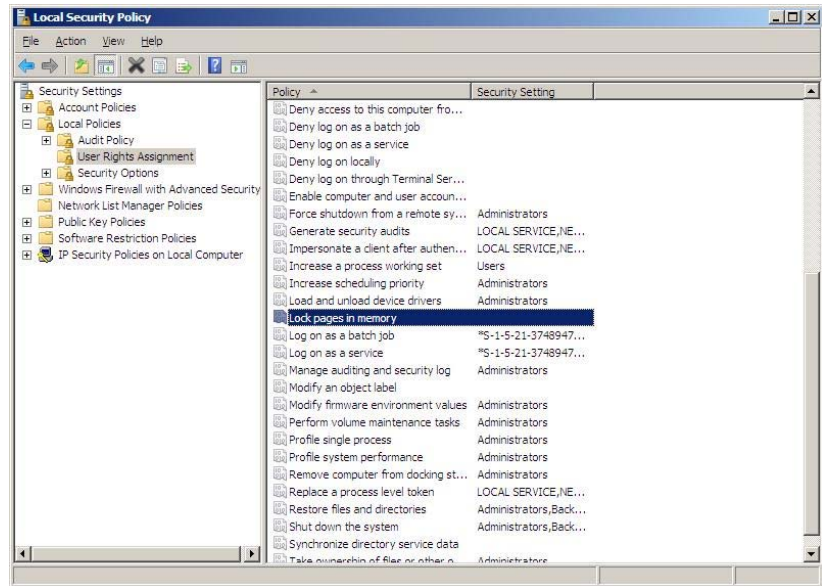 Local Security Policy
File Action View Help
Security Settings
Account Policies
Local Policies
Audit Policy
User Rights Assignment
Security Options
Windows Firewall with Advanced Security
Network List Manager Policies
Public Key Policies
Software Restriction Policies
IP Security Policies on Local Computer
Policy Security Setting
Deny access to this computer fro...
Deny log on as a batch job
Deny log on as a service
Deny log on locally
Deny log on through Terminal Ser...
Enable computer and user accoun...
Force shutdown from a remote sy... Administrators
Generate security audits LOCAL SERVICE,NE...
Impersonate a client after authen... LOCAL SERVICE,NE...
Increase a process working set Users
Increase scheduling priority Administrators
Load and unload device drivers Administrators
Lock pages in memory
Log on as a batch job *S-1-5-21-3748947...
Log on as a service *S-1-5-21-3748947...
Manage auditing and security log Administrators
Modify an object label
Modify firmware environment values Administrators
Perform volume maintenance tasks Administrators
Profile single process Administrators
Profile system performance Administrators
Remove computer from docking st... Administrators
Replace a process level token LOCAL SERVICE,NE...
Restore files and directories Administrators,Back...
Shut down the system Administrators,Back...
Synchronize directory service data
Take ownership of files or other o... Administrators